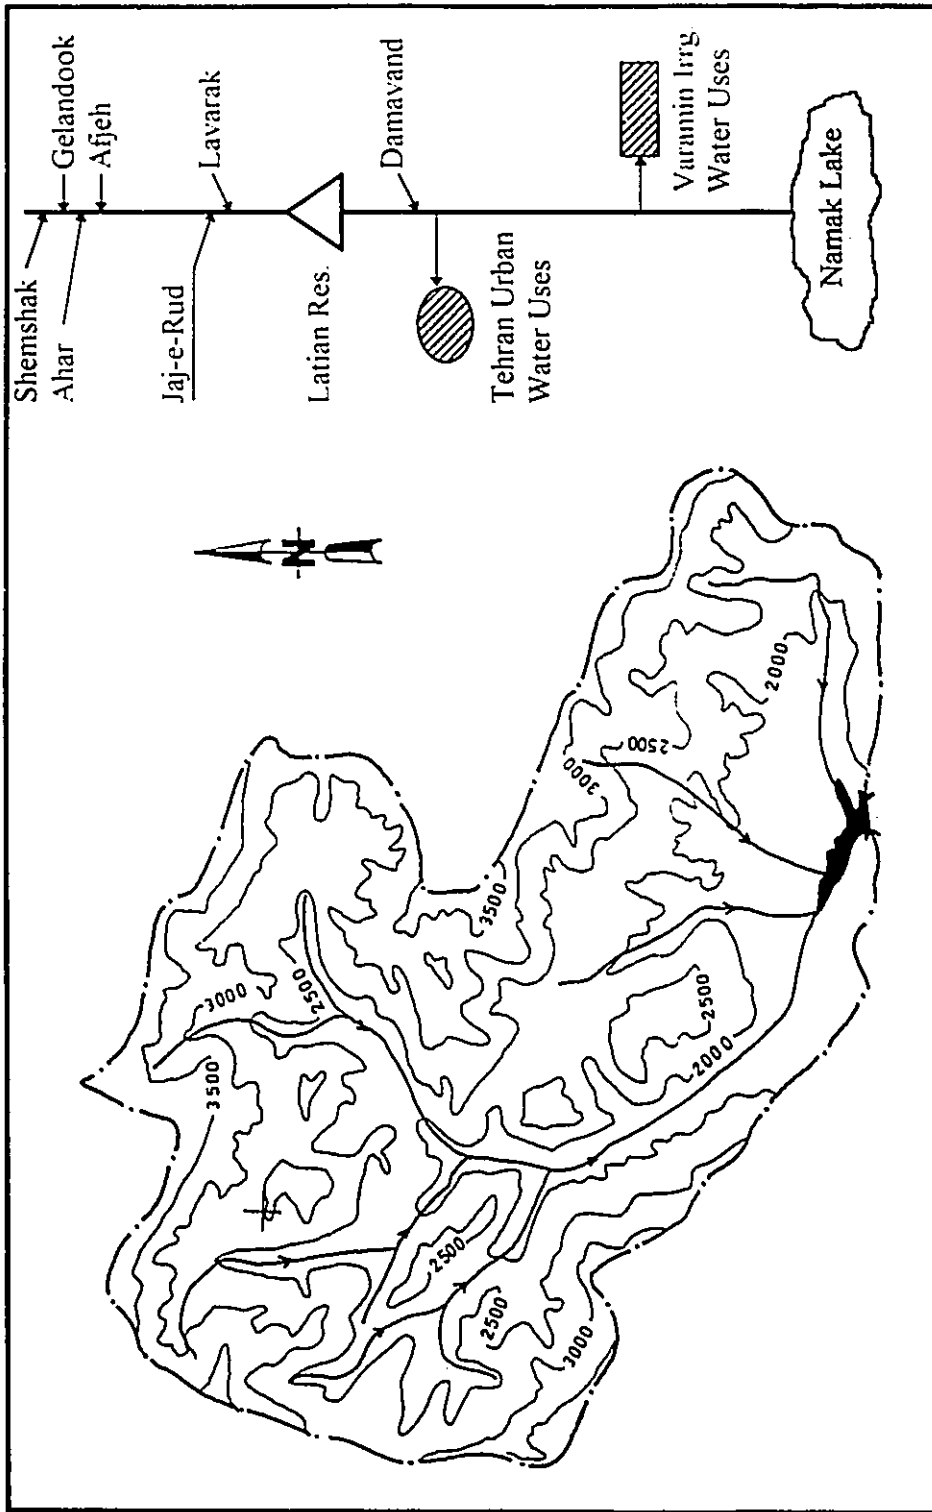 Shemshak
Ahar
Gelandook
Afjeh
Jaj-e-Rud
Lavarak
Latian Res.
Damavand
Tehran Urban
Water Uses
Varamin Irrg.
Water Uses
Namak Lake
N
3500
3000
2500
3500
3000
2500
2000
2500
2000
2500
2500
3000